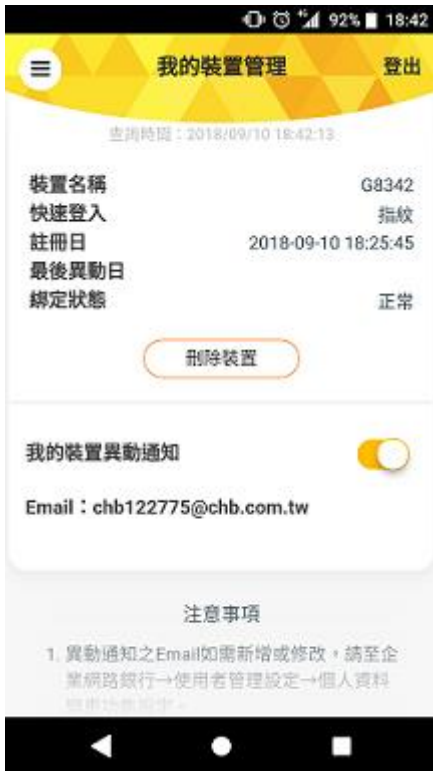 4G 92% 18:42
我的裝置管理 登出
查詢時間：2018/09/10 18:42:13
裝置名稱 G8342
快速登入 指紋
註冊日 2018-09-10 18:25:45
最後異動日
綁定狀態 正常
刪除裝置
我的裝置異動通知
Email：chb122775@chb.com.tw
注意事項
1. 異動通知之Email如需新增或修改，請至企
業網路銀行→使用者管理設定→個人資料